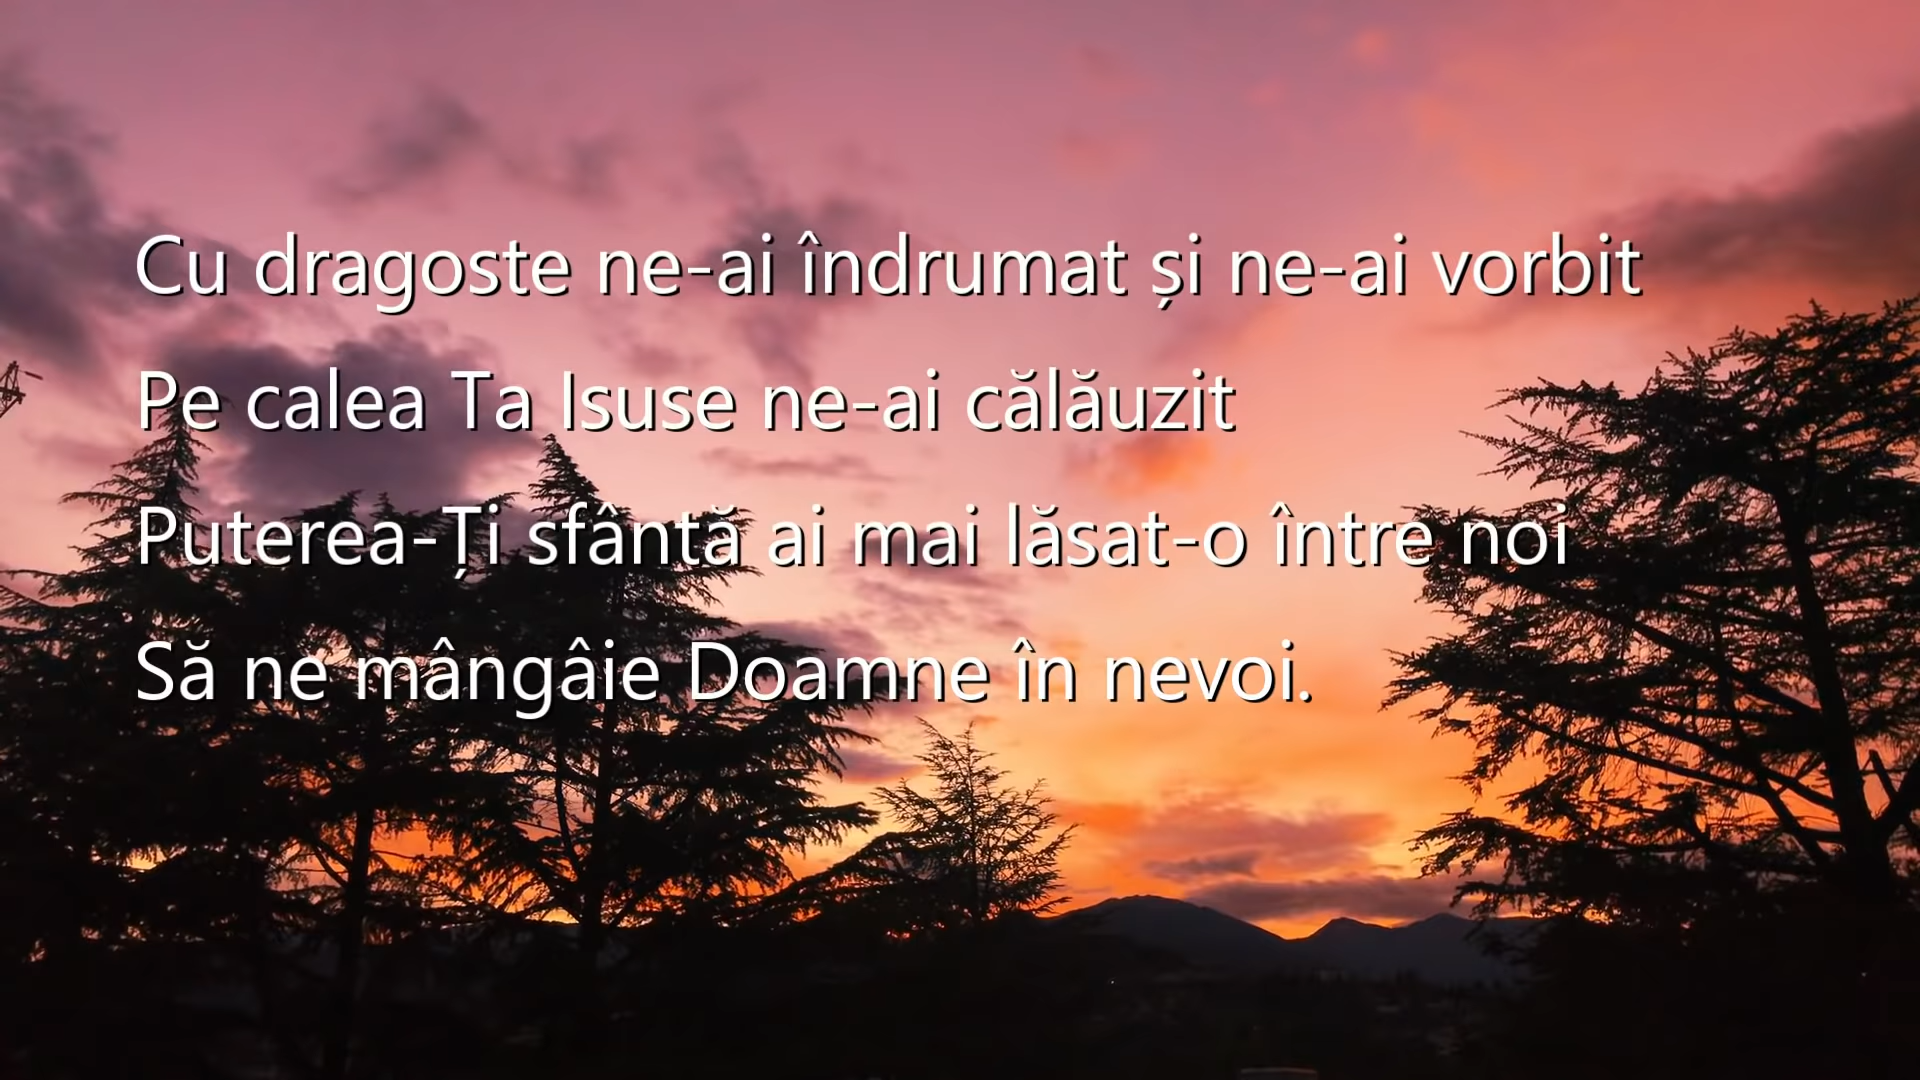 Cu dragoste ne-ai îndrumat și ne-ai vorbit
Pe calea Ta Isuse ne-ai călăuzit
Puterea-Ți sfântă ai mai lăsat-o între noi
Să ne mângâie Doamne în nevoi.